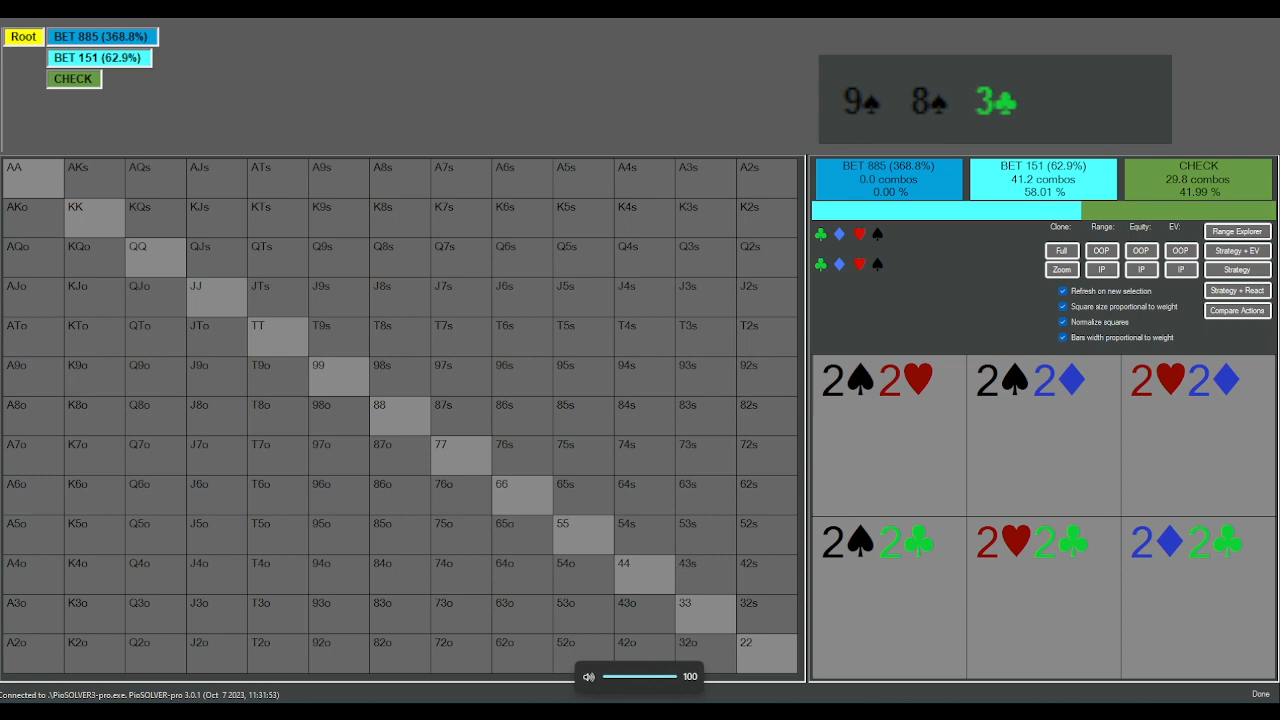 Root BET 885 (368.8%)
BET 151 (62.9%)
CHECK
9♠ 8♠ 3♣
AA AKs AQs AJs ATs A9s A8s A7s A6s A5s A4s A3s A2s
AKo KK KQs KJs KTs K9s K8s K7s K6s K5s K4s K3s K2s
AQo KQo QQ QJs QTs Q9s Q8s Q7s Q6s Q5s Q4s Q3s Q2s
AJo KJo QJo JJ JTs J9s J8s J7s J6s J5s J4s J3s J2s
ATo KTo QTo JTo TT T9s T8s T7s T6s T5s T4s T3s T2s
A9o K9o Q9o J9o T9o 99 98s 97s 96s 95s 94s 93s 92s
A8o K8o Q8o J8o T8o 98o 88 87s 86s 85s 84s 83s 82s
A7o K7o Q7o J7o T7o 97o 87o 77 76s 75s 74s 73s 72s
A6o K6o Q6o J6o T6o 96o 86o 76o 66 65s 64s 63s 62s
A5o K5o Q5o J5o T5o 95o 85o 75o 65o 55 54s 53s 52s
A4o K4o Q4o J4o T4o 94o 84o 74o 64o 54o 44 43s 42s
A3o K3o Q3o J3o T3o 93o 83o 73o 63o 53o 43o 33 32s
A2o K2o Q2o J2o T2o 92o 82o 72o 62o 52o 42o 32o 22
BET 885 (368.8%) BET 151 (62.9%) CHECK
0.0 combos 41.2 combos 29.8 combos
0.00 % 58.01 % 41.99 %
♣ ♦ ♥ ♠ Clone: Range: Equity: EV: Range Explorer
Full OOP OOP OOP Strategy + EV
♣ ♦ ♥ ♠ Zoom IP IP IP Strategy
Refresh on new selection Strategy + React
Square size proportional to weight Compare Actions
Normalize squares
Bars width proportional to weight
2♠2♥ 2♠2♦ 2♥2♦
2♠2♣ 2♥2♣ 2♦2♣
100
Connected to .\PioSOLVER3-pro.exe. PioSOLVER-pro 3.0.1 (Oct 7 2023, 11:31:53) Done